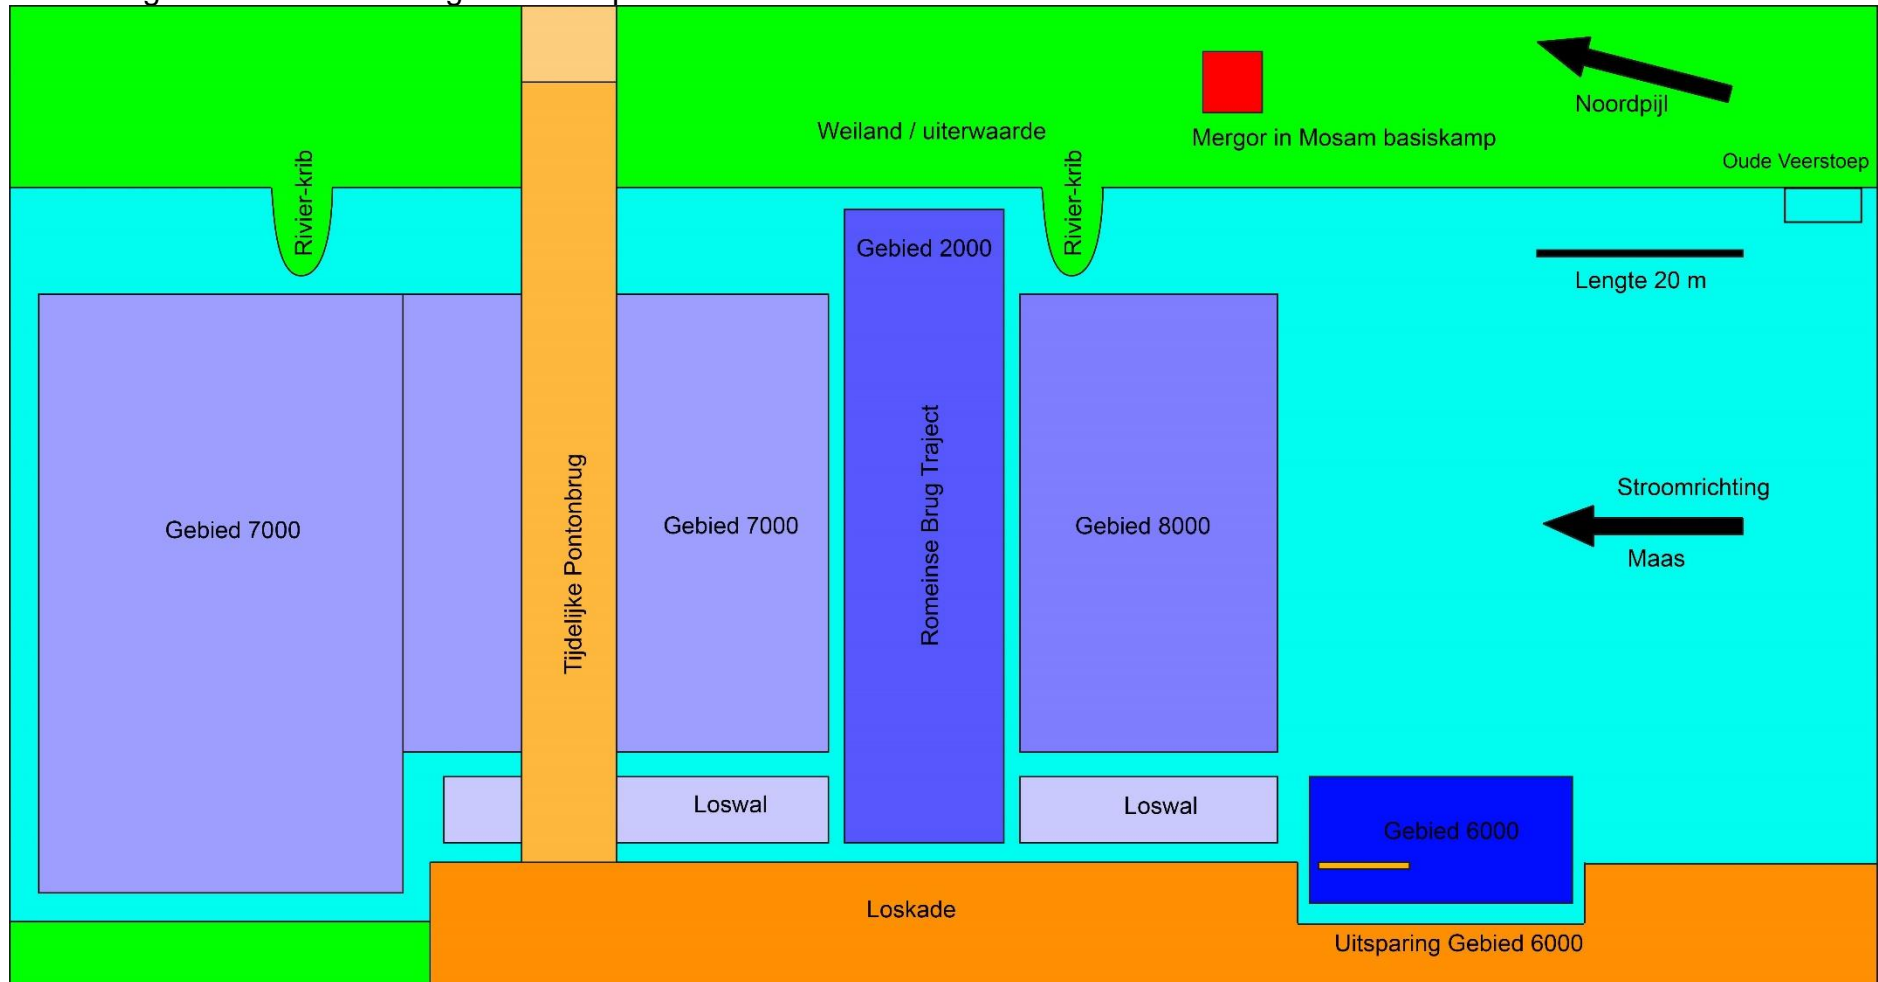 Noordpijl
Weiland / uiterwaarde
Mergor in Mosam basiskamp
Oude Veerstoep
Rivier-krib
Rivier-krib
Gebied 2000
Lengte 20 m
Tijdelijke Pontonbrug
Romeinse Brug Traject
Stroomrichting
Gebied 7000
Gebied 7000
Gebied 8000
Maas
Loswal
Loswal
Gebied 6000
Loskade
Uitsparing Gebied 6000